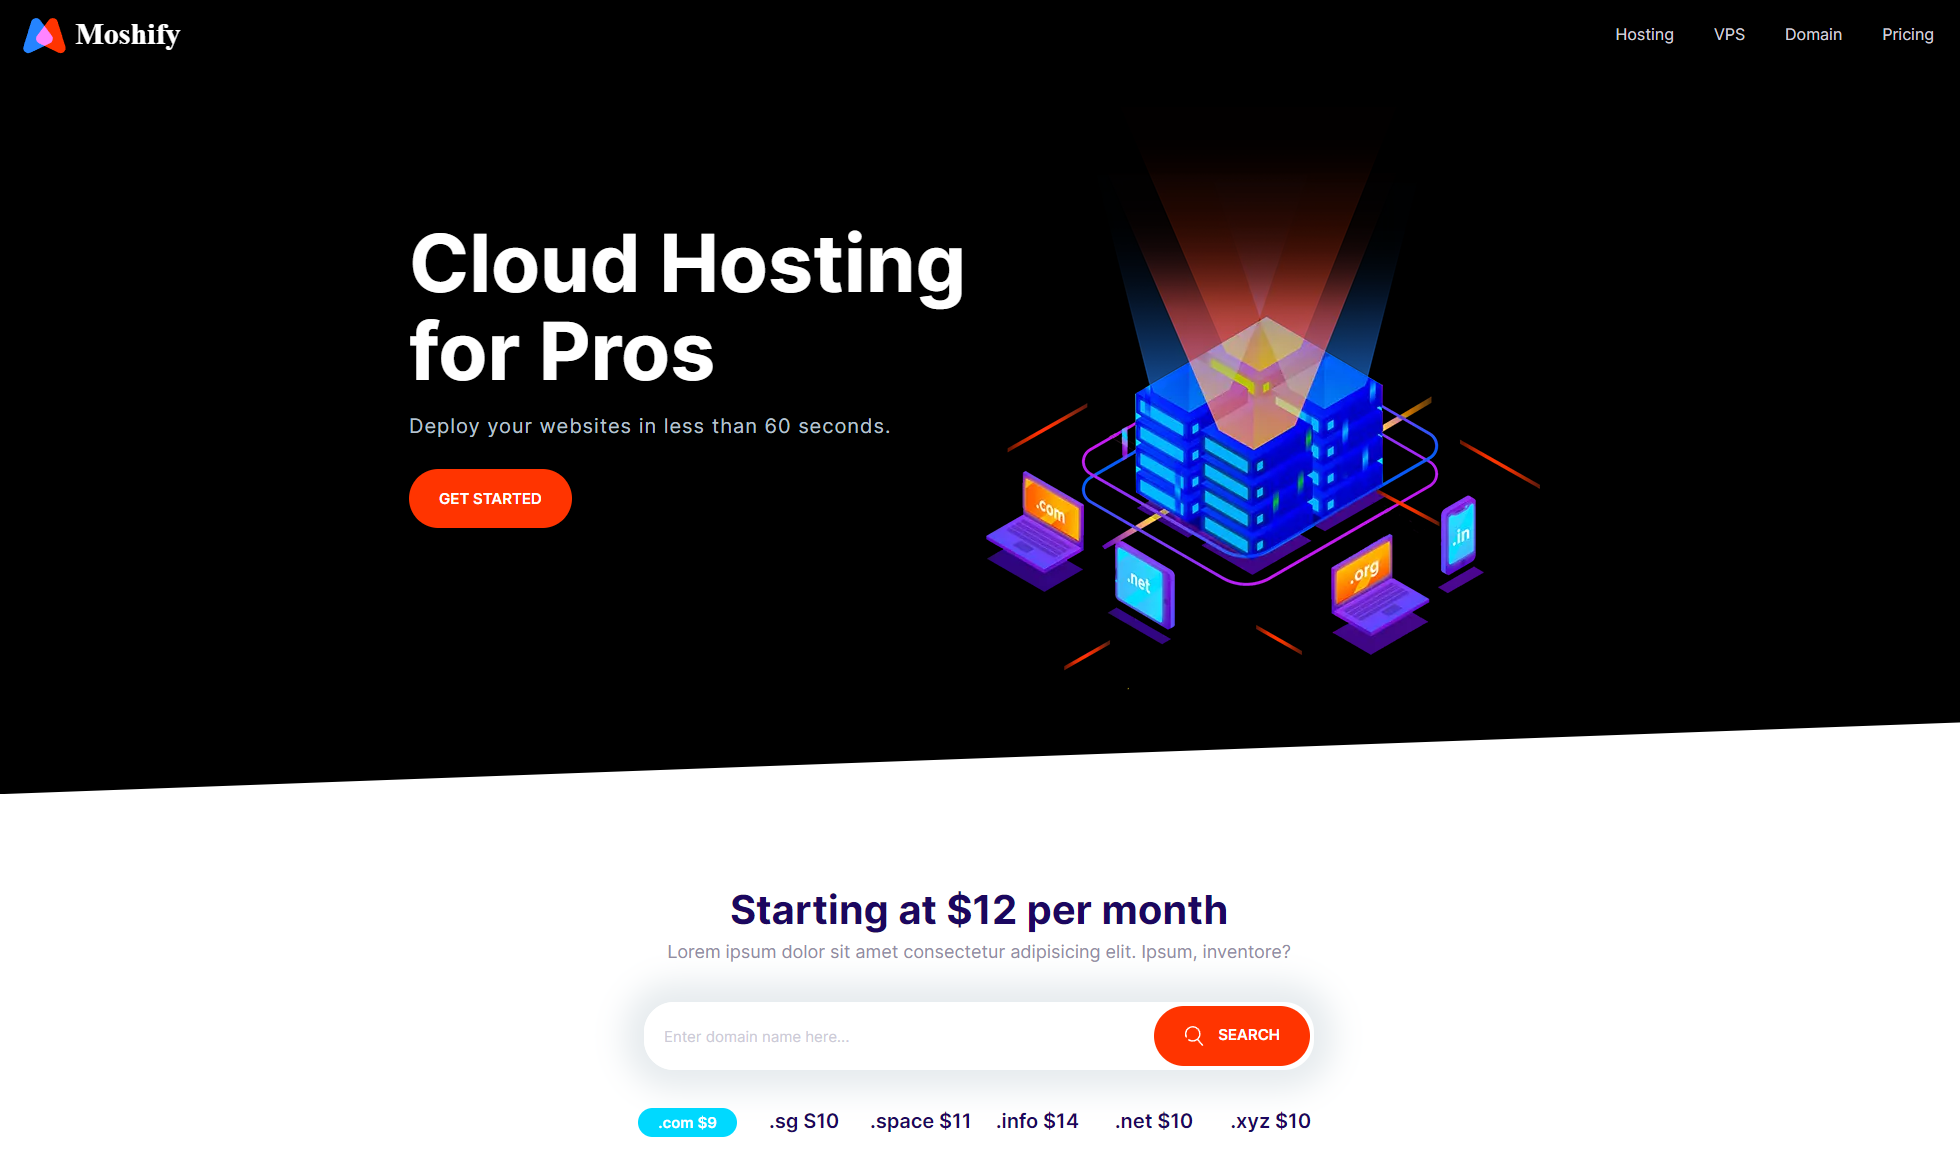 Moshify
Hosting VPS Domain Pricing
Cloud Hosting
for Pros
Deploy your websites in less than 60 seconds.
GET STARTED
.com
.net
.org
.in
Starting at $12 per month
Lorem ipsum dolor sit amet consectetur adipisicing elit. Ipsum, inventore?
Enter domain name here...
SEARCH
.com $9 .sg S10 .space $11 .info $14 .net $10 .xyz $10